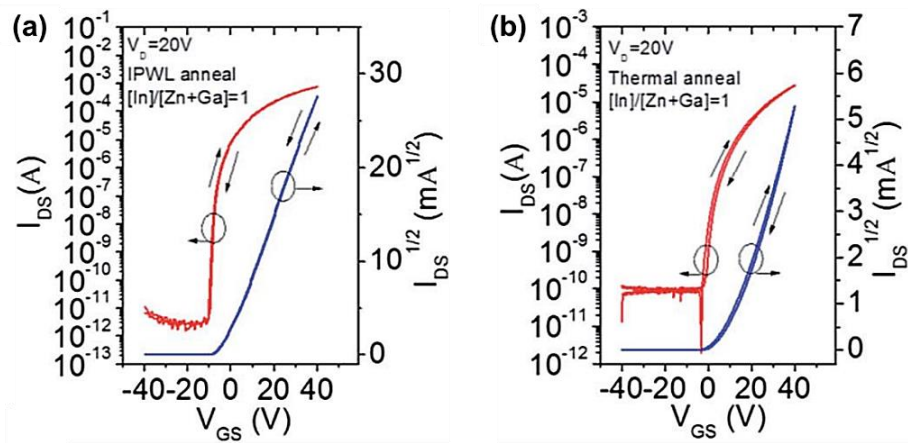 (a)
V_D=20V
IPWL anneal
[In]/[Zn+Ga]=1
10^-1
10^-2
10^-3
10^-4
10^-5
10^-6
10^-7
10^-8
10^-9
10^-10
10^-11
10^-12
10^-13
I_DS(A)
30
20
10
0
I_DS^1/2 (mA^1/2)
-40 -20 0 20 40
V_GS (V)
(b)
V_D=20V
Thermal anneal
[In]/[Zn+Ga]=1
10^-3
10^-4
10^-5
10^-6
10^-7
10^-8
10^-9
10^-10
10^-11
10^-12
I_DS(A)
7
6
5
4
3
2
1
0
I_DS^1/2 (mA^1/2)
-40 -20 0 20 40
V_GS (V)